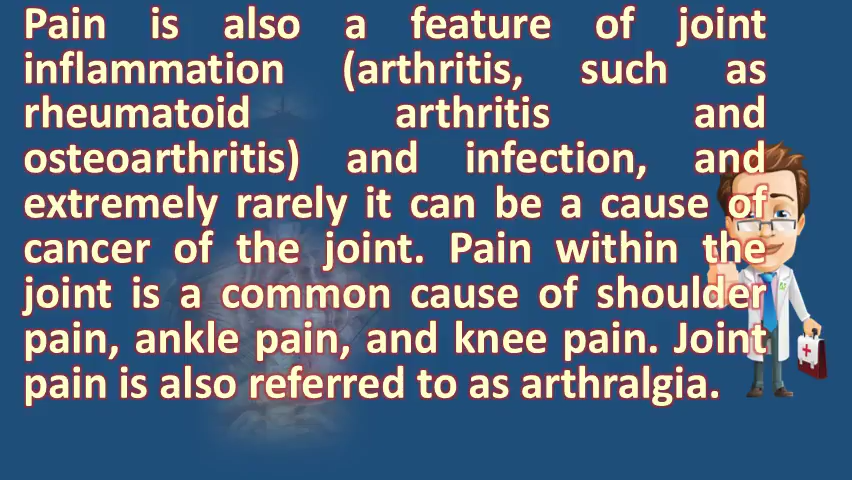 Pain is also a feature of joint
inflammation (arthritis, such as
rheumatoid arthritis and
osteoarthritis) and infection, and
extremely rarely it can be a cause of
cancer of the joint. Pain within the
joint is a common cause of shoulder
pain, ankle pain, and knee pain. Joint
pain is also referred to as arthralgia.